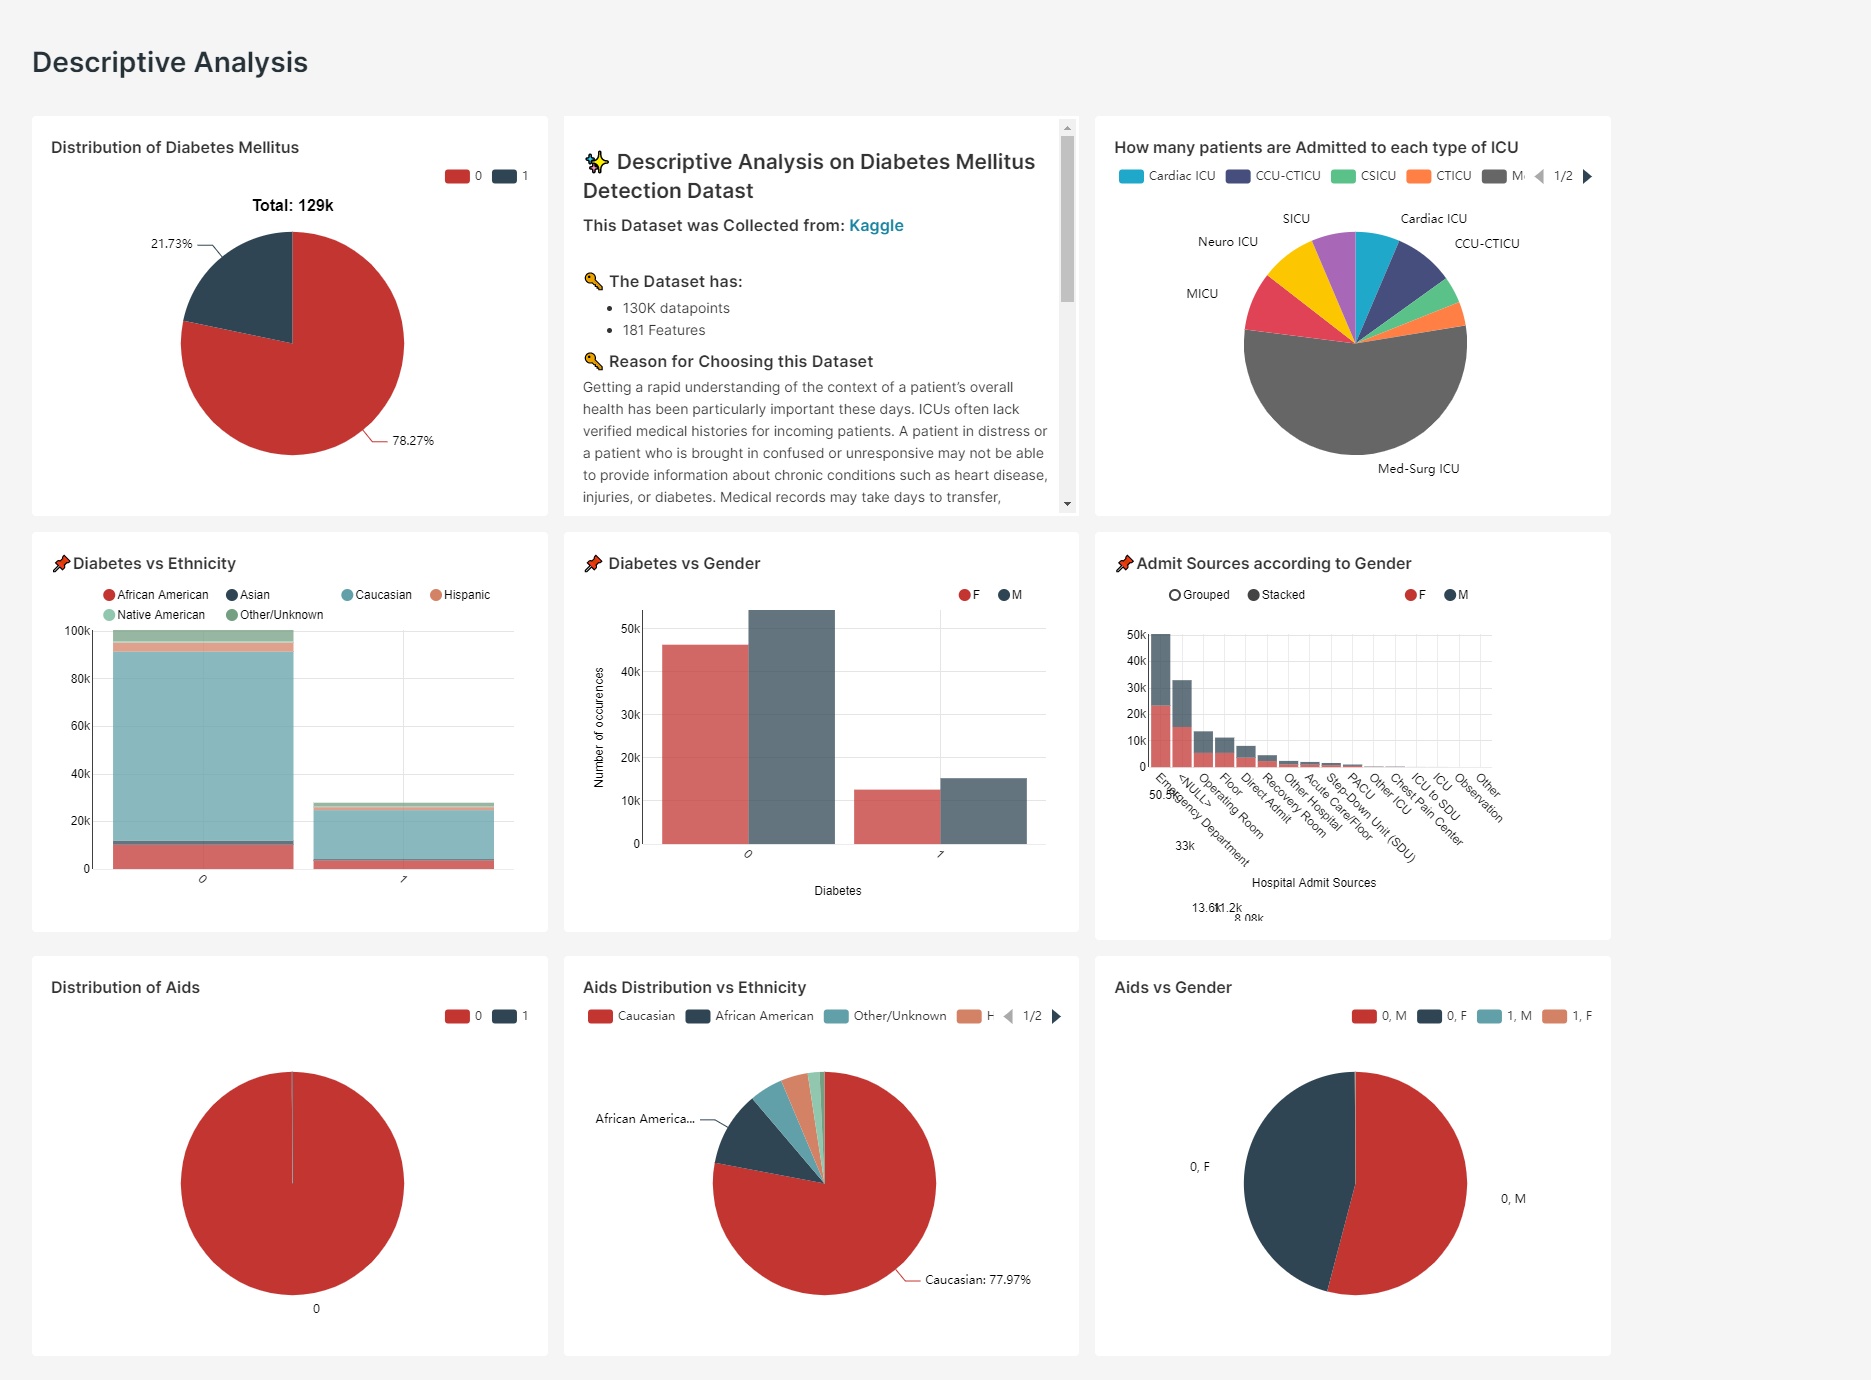 Descriptive Analysis
Distribution of Diabetes Mellitus
0 1
Total: 129k
21.73%
78.27%
✨ Descriptive Analysis on Diabetes Mellitus
Detection Datast
This Dataset was Collected from: Kaggle
🔑 The Dataset has:
• 130K datapoints
• 181 Features
🔑 Reason for Choosing this Dataset
Getting a rapid understanding of the context of a patient's overall
health has been particularly important these days. ICUs often lack
verified medical histories for incoming patients. A patient in distress or
a patient who is brought in confused or unresponsive may not be able
to provide information about chronic conditions such as heart disease,
injuries, or diabetes. Medical records may take days to transfer,
How many patients are Admitted to each type of ICU
Cardiac ICU CCU-CTICU CSICU CTICU 1/2
SICU
Cardiac ICU
Neuro ICU
CCU-CTICU
MICU
Med-Surg ICU
📌Diabetes vs Ethnicity
African American Asian Caucasian Hispanic
Native American Other/Unknown
100k
80k
60k
40k
20k
0
0 1
📌 Diabetes vs Gender
F M
Number of occurences
50k
40k
30k
20k
10k
0
0 1
Diabetes
📌Admit Sources according to Gender
Grouped Stacked F M
50k
40k
30k
20k
10k
0
Emergency Department
<NULL>
Operating Room
Floor
Direct Admit
Recovery Room
Other Hospital
Acute Care/Floor
Step-Down Unit (SDU)
PACU
Other ICU
Chest Pain Center
ICU to SDU
ICU
Observation
Other
50.5k
33k
Hospital Admit Sources
13.6k
11.2k
8.08k
Distribution of Aids
0 1
0
Aids Distribution vs Ethnicity
Caucasian African American Other/Unknown H 1/2
African America...
Caucasian: 77.97%
Aids vs Gender
0, M 0, F 1, M 1, F
0, F
0, M